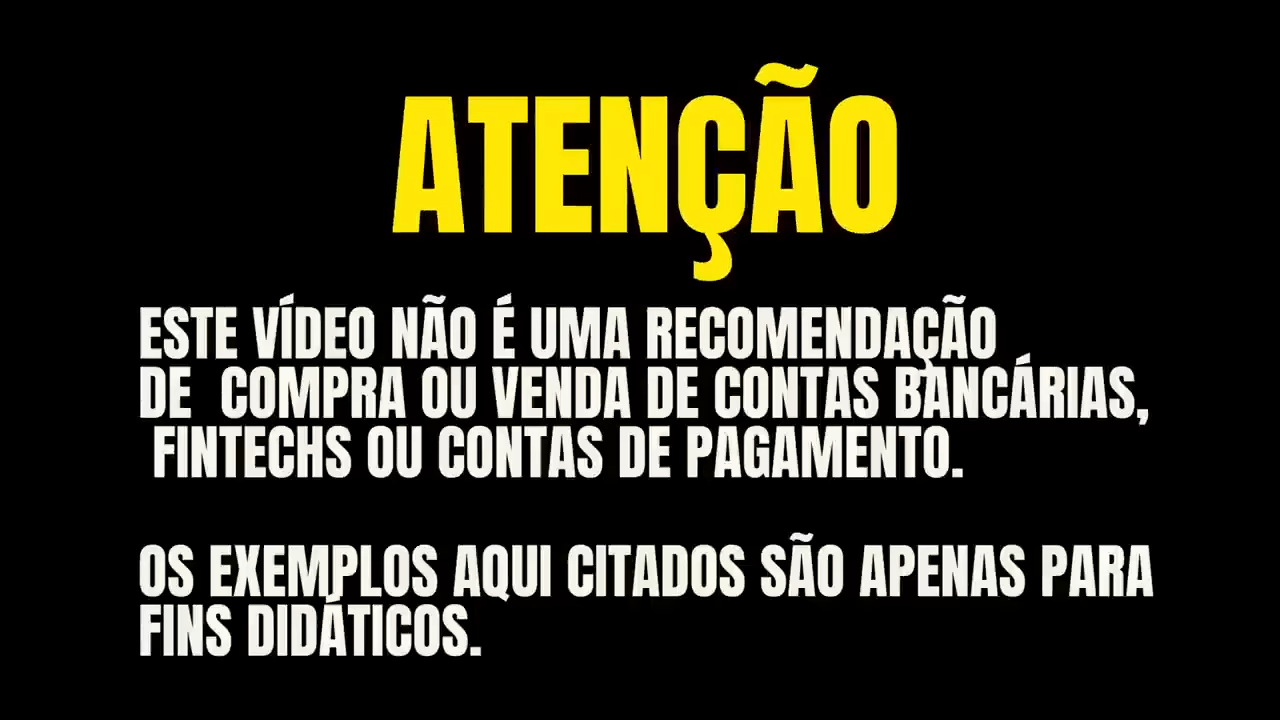 ATENÇÃO
ESTE VÍDEO NÃO É UMA RECOMENDAÇÃO
DE COMPRA OU VENDA DE CONTAS BANCÁRIAS,
FINTECHS OU CONTAS DE PAGAMENTO.
OS EXEMPLOS AQUI CITADOS SÃO APENAS PARA
FINS DIDÁTICOS.